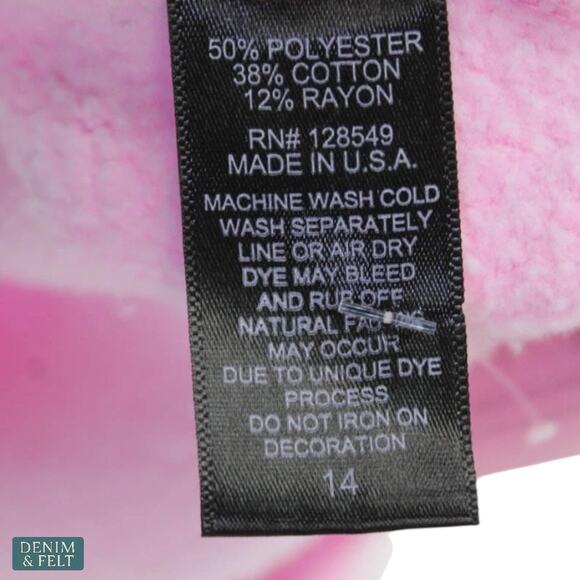 50% POLYESTER
38% COTTON
12% RAYON
RN# 128549
MADE IN U.S.A.
MACHINE WASH COLD
WASH SEPARATELY
LINE OR AIR DRY
DYE MAY BLEED
AND RUB OFF
NATURAL
MAY OCCUR
DUE TO UNIQUE DYE
PROCESS
DO NOT IRON ON
DECORATION
14
DENIM
& FELT